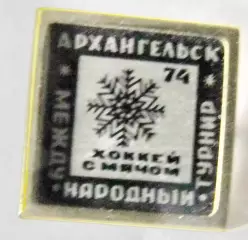 АРХАНГЕЛЬСК
74
ХОККЕЙ
С МЯЧОМ
МЕЖДУ
НАРОДНЫЙ
ТУРНИР